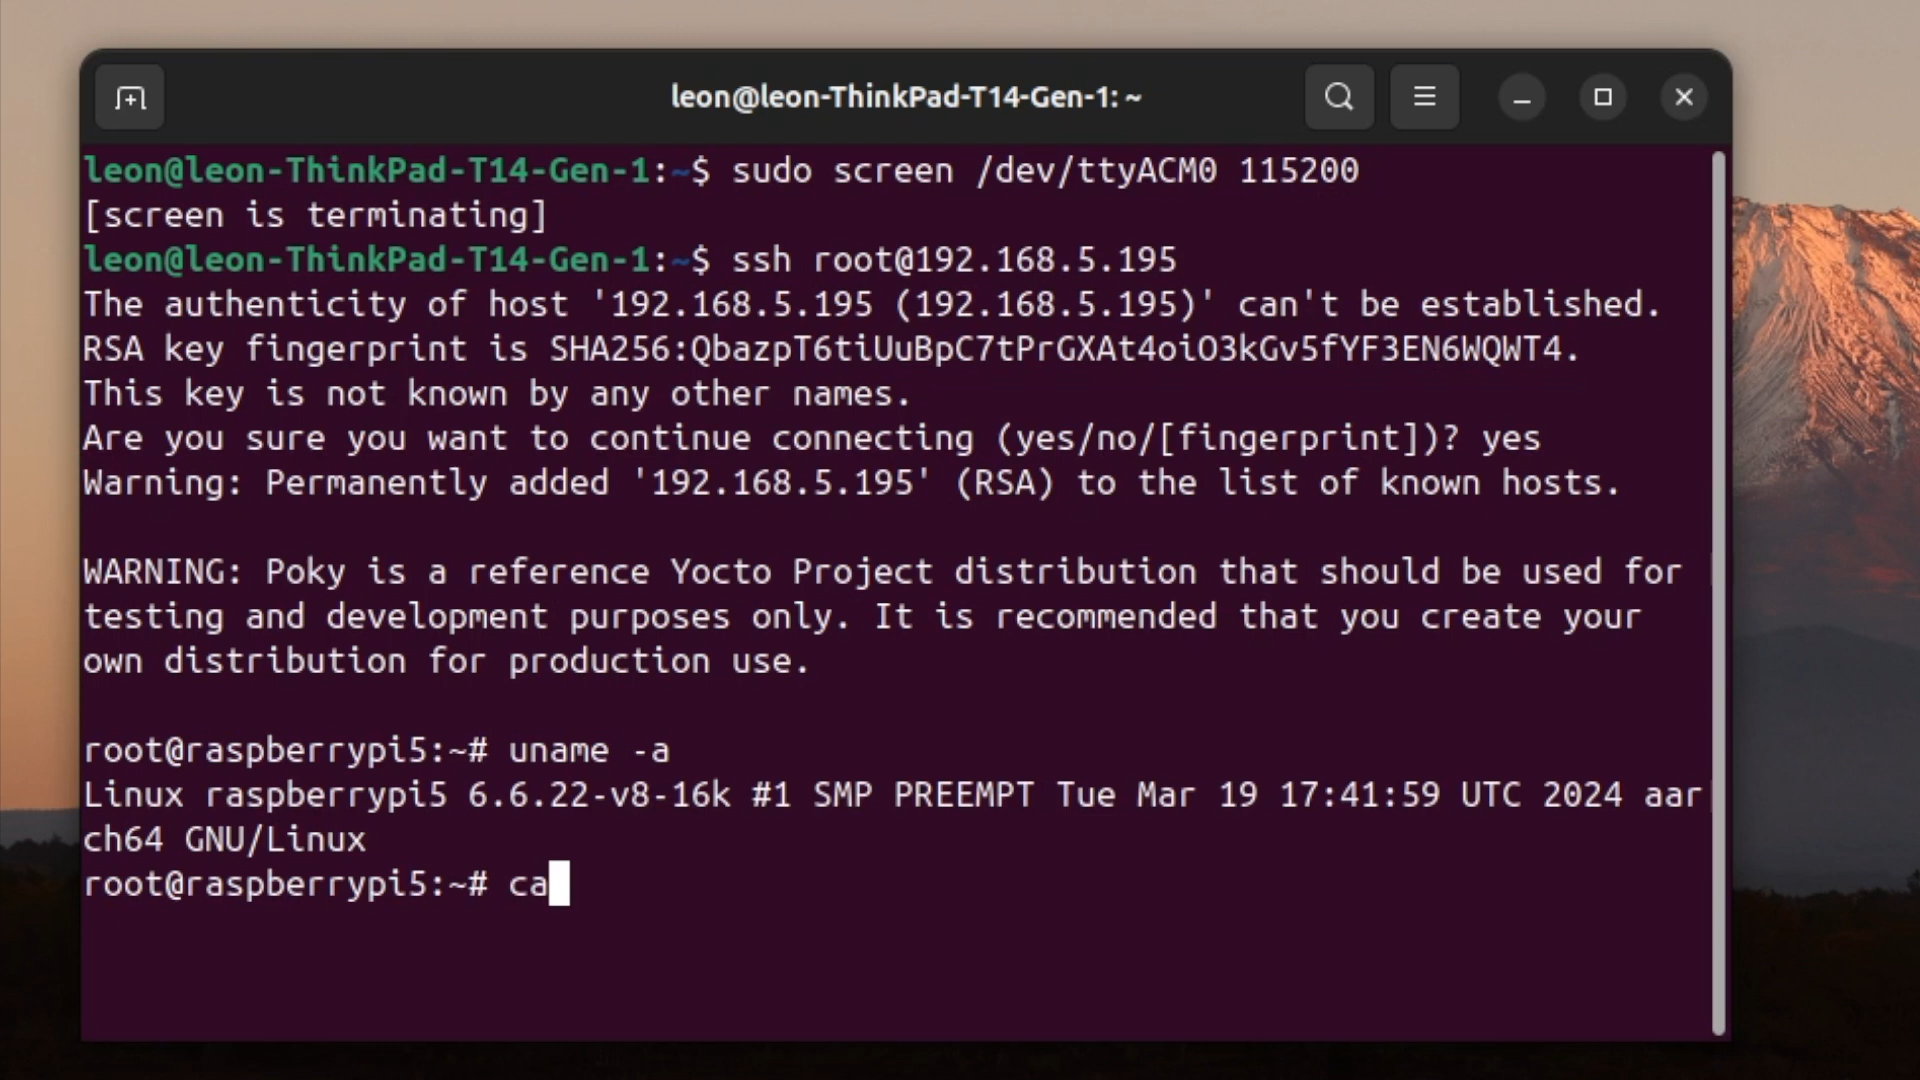 leon@leon-ThinkPad-T14-Gen-1: ~
leon@leon-ThinkPad-T14-Gen-1:~$ sudo screen /dev/ttyACM0 115200
[screen is terminating]
leon@leon-ThinkPad-T14-Gen-1:~$ ssh root@192.168.5.195
The authenticity of host '192.168.5.195 (192.168.5.195)' can't be established.
RSA key fingerprint is SHA256:QbazpT6tiUuBpC7tPrGXAt4oiO3kGv5fYF3EN6WQWT4.
This key is not known by any other names.
Are you sure you want to continue connecting (yes/no/[fingerprint])? yes
Warning: Permanently added '192.168.5.195' (RSA) to the list of known hosts.
WARNING: Poky is a reference Yocto Project distribution that should be used for
testing and development purposes only. It is recommended that you create your
own distribution for production use.
root@raspberrypi5:~# uname -a
Linux raspberrypi5 6.6.22-v8-16k #1 SMP PREEMPT Tue Mar 19 17:41:59 UTC 2024 aar
ch64 GNU/Linux
root@raspberrypi5:~# ca